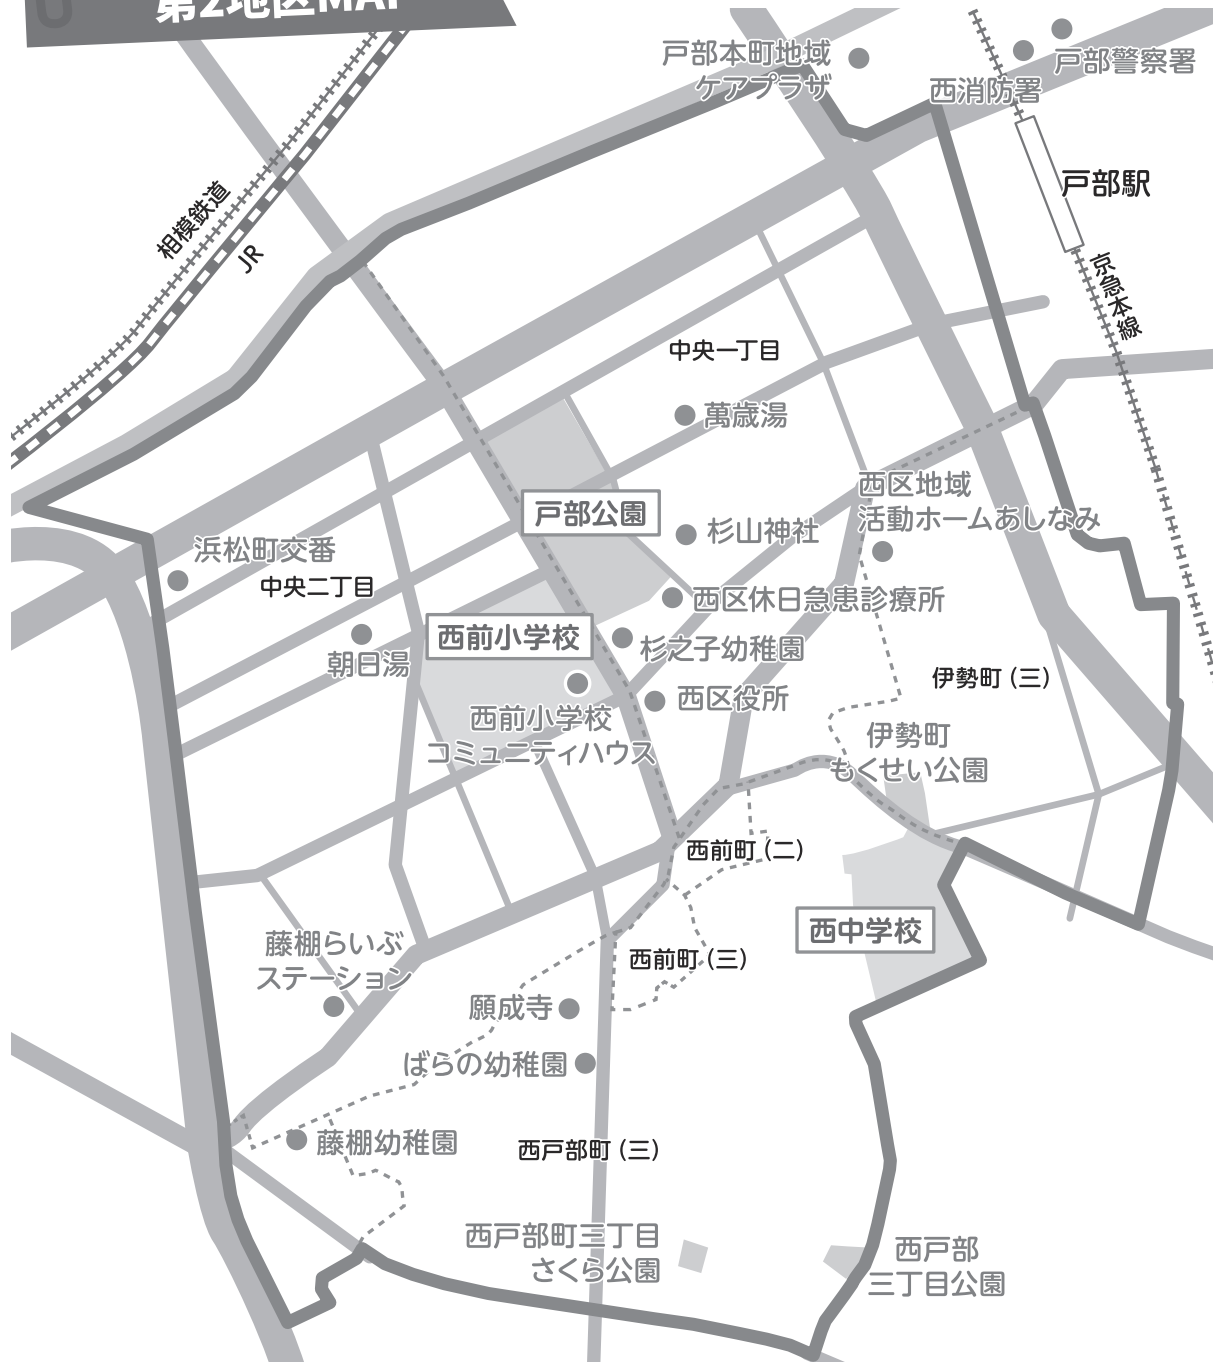 第2地区MAP
戸部本町地域
ケアプラザ
戸部警察署
西消防署
戸部駅
相模鉄道
JR
京急本線
中央一丁目
萬歳湯
西区地域
活動ホームあしなみ
戸部公園
杉山神社
浜松町交番
中央二丁目
西区休日急患診療所
西前小学校
杉之子幼稚園
朝日湯
伊勢町(三)
西区役所
西前小学校
コミュニティハウス
伊勢町
もくせい公園
西前町(二)
西中学校
藤棚らいぶ
ステーション
西前町(三)
願成寺
ばらの幼稚園
藤棚幼稚園
西戸部町(三)
西戸部町三丁目
さくら公園
西戸部
三丁目公園